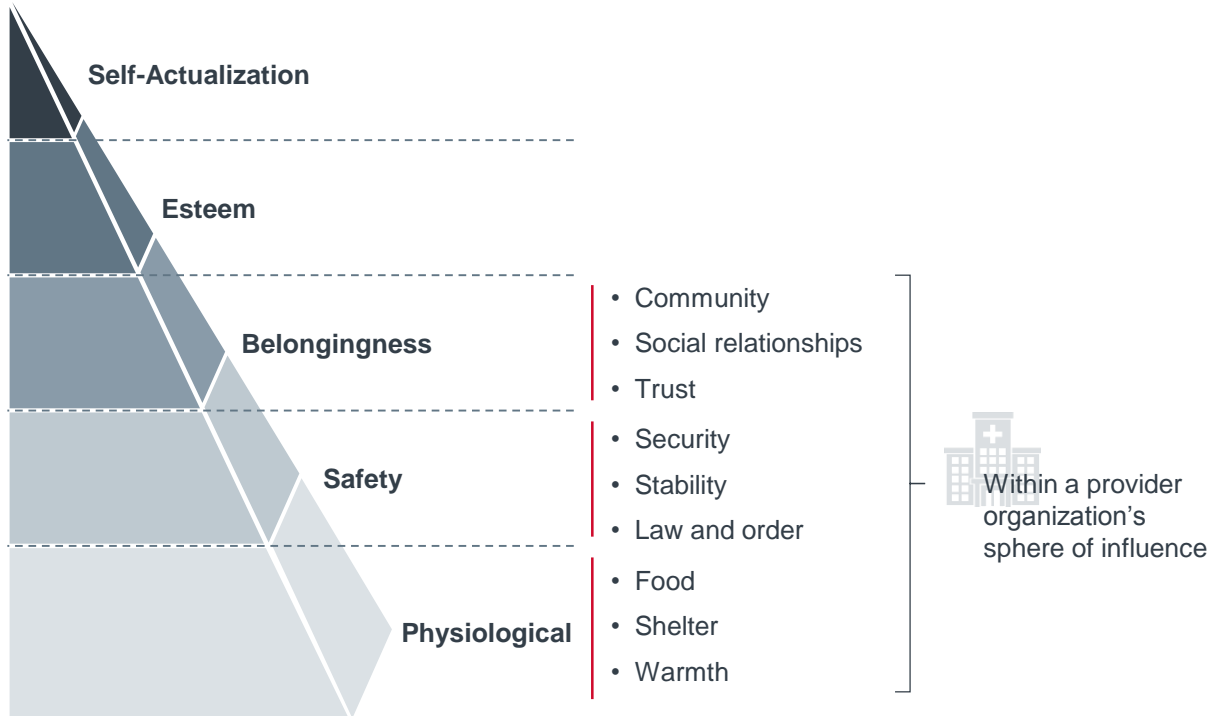 Self-Actualization
Esteem
Belongingness
• Community
• Social relationships
• Trust
Safety
• Security
• Stability
• Law and order
Within a provider
organization’s
sphere of influence
Physiological
• Food
• Shelter
• Warmth